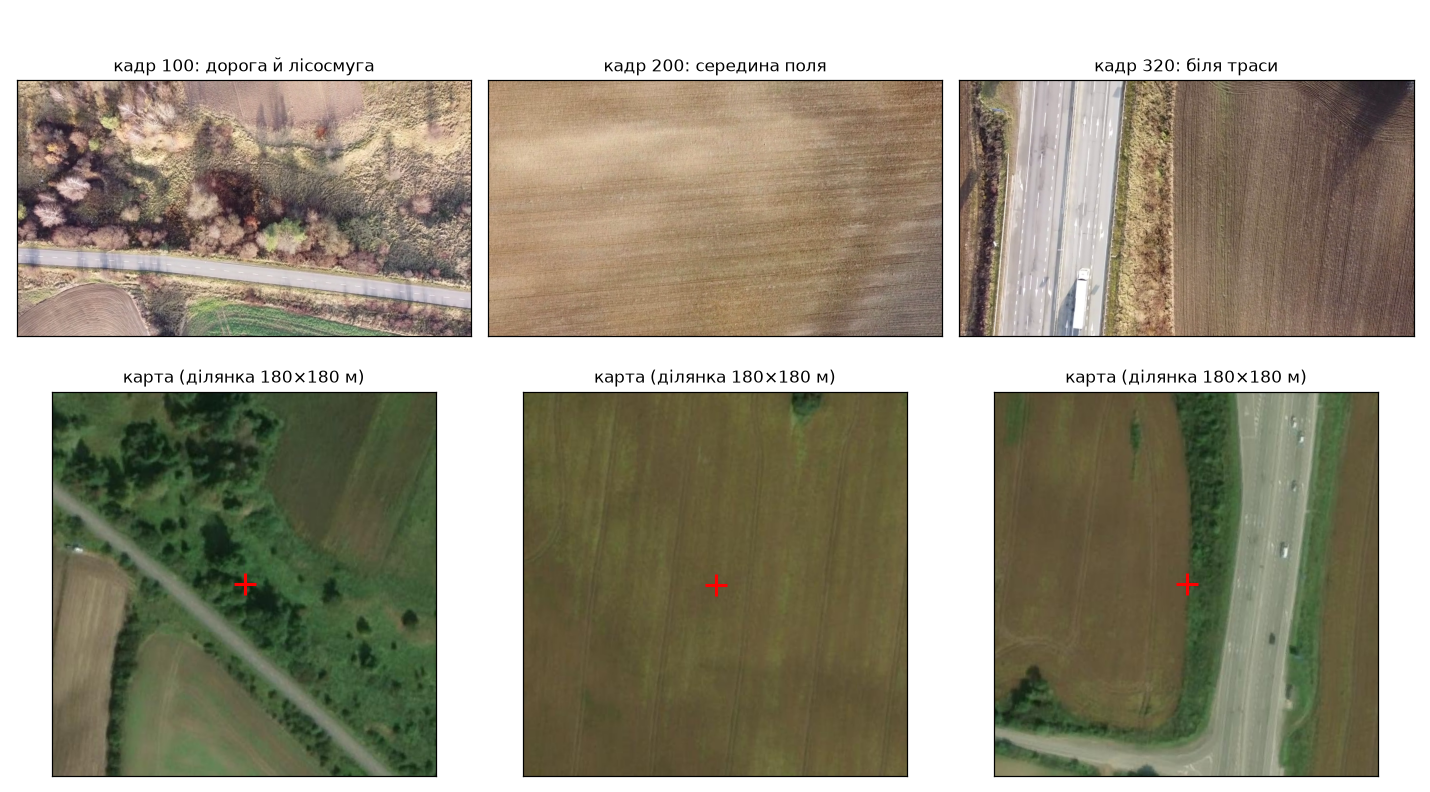 кадр 100: дорога й лісосмуга
кадр 200: середина поля
кадр 320: біля траси
карта (ділянка 180×180 м)
карта (ділянка 180×180 м)
карта (ділянка 180×180 м)